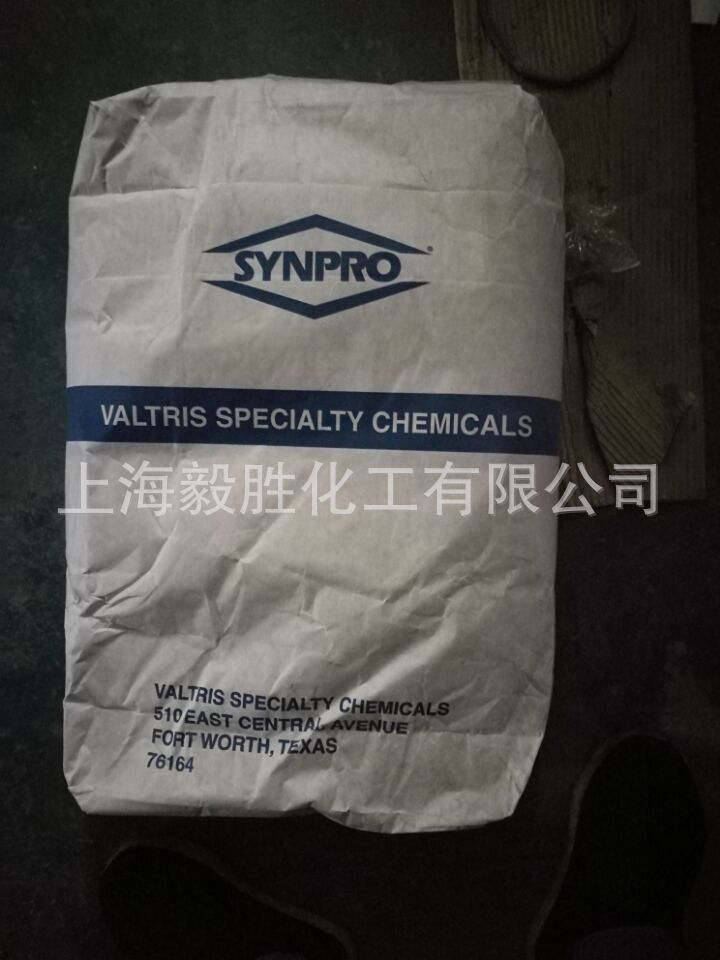 SYNPRO®
VALTRIS SPECIALTY CHEMICALS
上海毅胜化工有限公司
VALTRIS SPECIALTY CHEMICALS
510 EAST CENTRAL AVENUE
FORT WORTH, TEXAS
76164